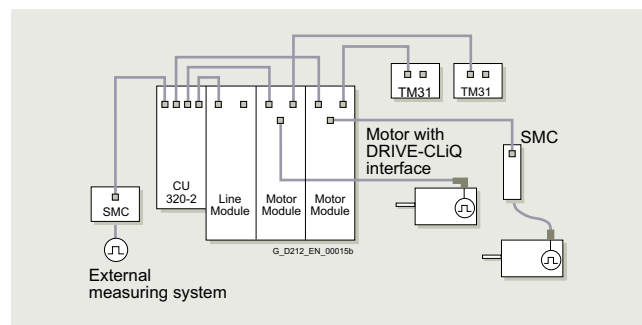 TM31
TM31
Motor with
DRIVE-CLiQ
interface
SMC
CU
320-2
Line
Module
Motor
Module
Motor
Module
SMC
G_D212_EN_00015b
External
measuring system